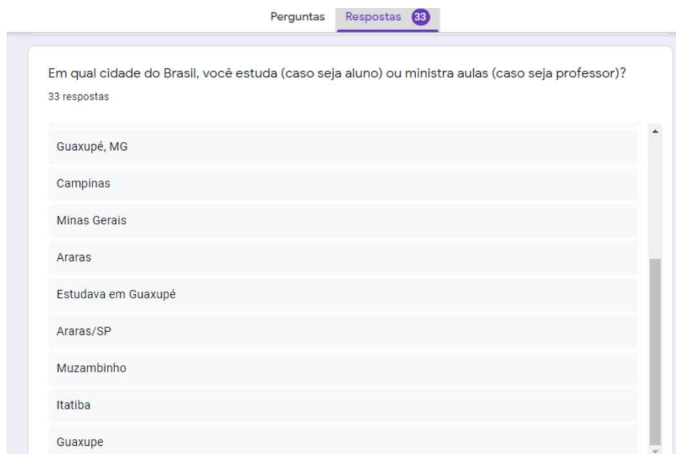 Perguntas Respostas 33
Em qual cidade do Brasil, você estuda (caso seja aluno) ou ministra aulas (caso seja professor)?
33 respostas
Guaxupé, MG
Campinas
Minas Gerais
Araras
Estudava em Guaxupé
Araras/SP
Muzambinho
Itatiba
Guaxupe